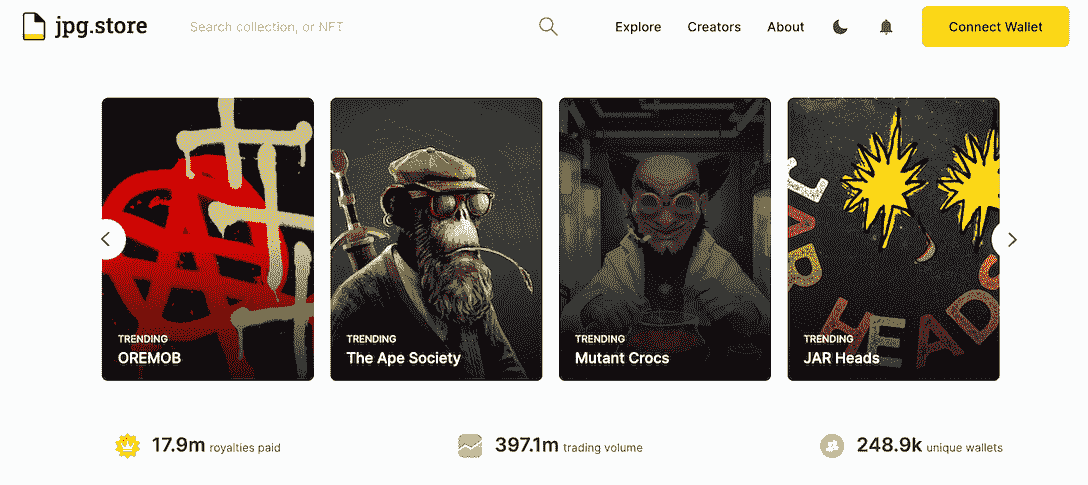 jpg.store
Search collection, or NFT
Explore
Creators
About
Connect Wallet
TRENDING
OREMOB
TRENDING
The Ape Society
TRENDING
Mutant Crocs
HEADS
TRENDING
JAR Heads
17.9m royalties paid
397.1m trading volume
248.9k unique wallets